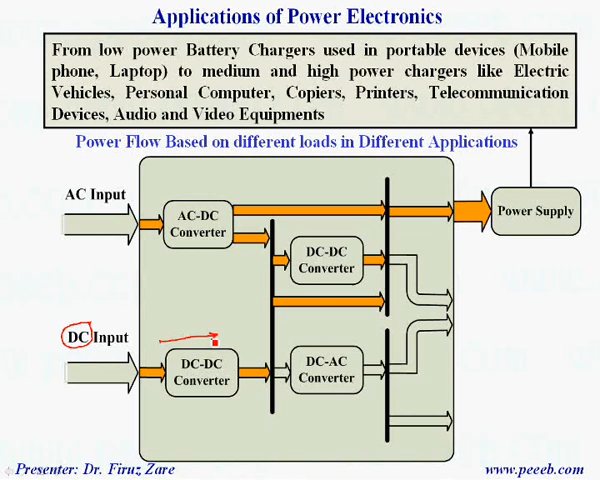 Applications of Power Electronics
From low power Battery Chargers used in portable devices (Mobile
phone, Laptop) to medium and high power chargers like Electric
Vehicles, Personal Computer, Copiers, Printers, Telecommunication
Devices, Audio and Video Equipments
Power Flow Based on different loads in Different Applications
AC Input
AC-DC
Converter
Power Supply
DC-DC
Converter
DC Input
DC-DC
Converter
DC-AC
Converter
Presenter: Dr. Firuz Zare
www.peeeb.com